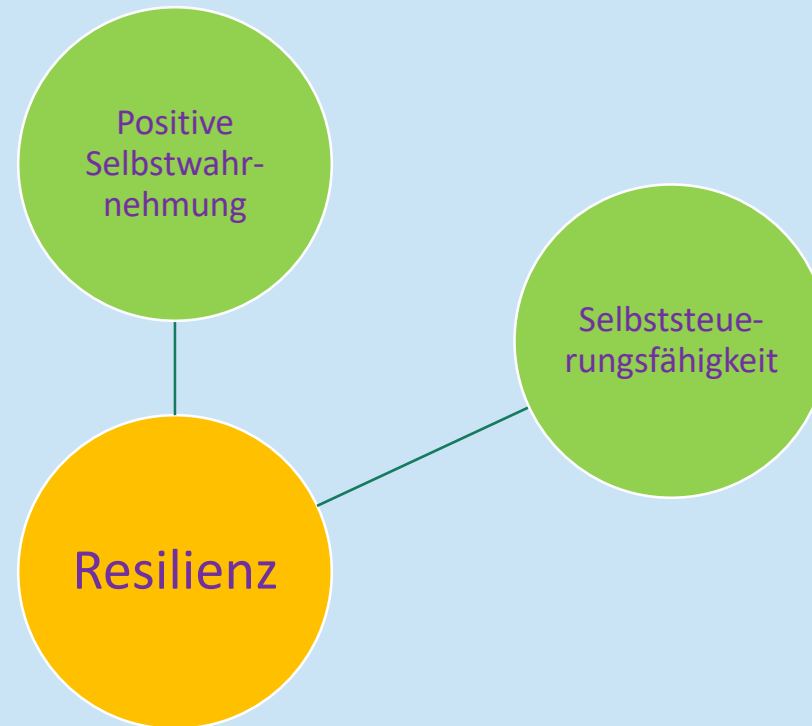 Positive
Selbstwahr-
nehmung
Selbststeue-
rungsfähigkeit
Resilienz